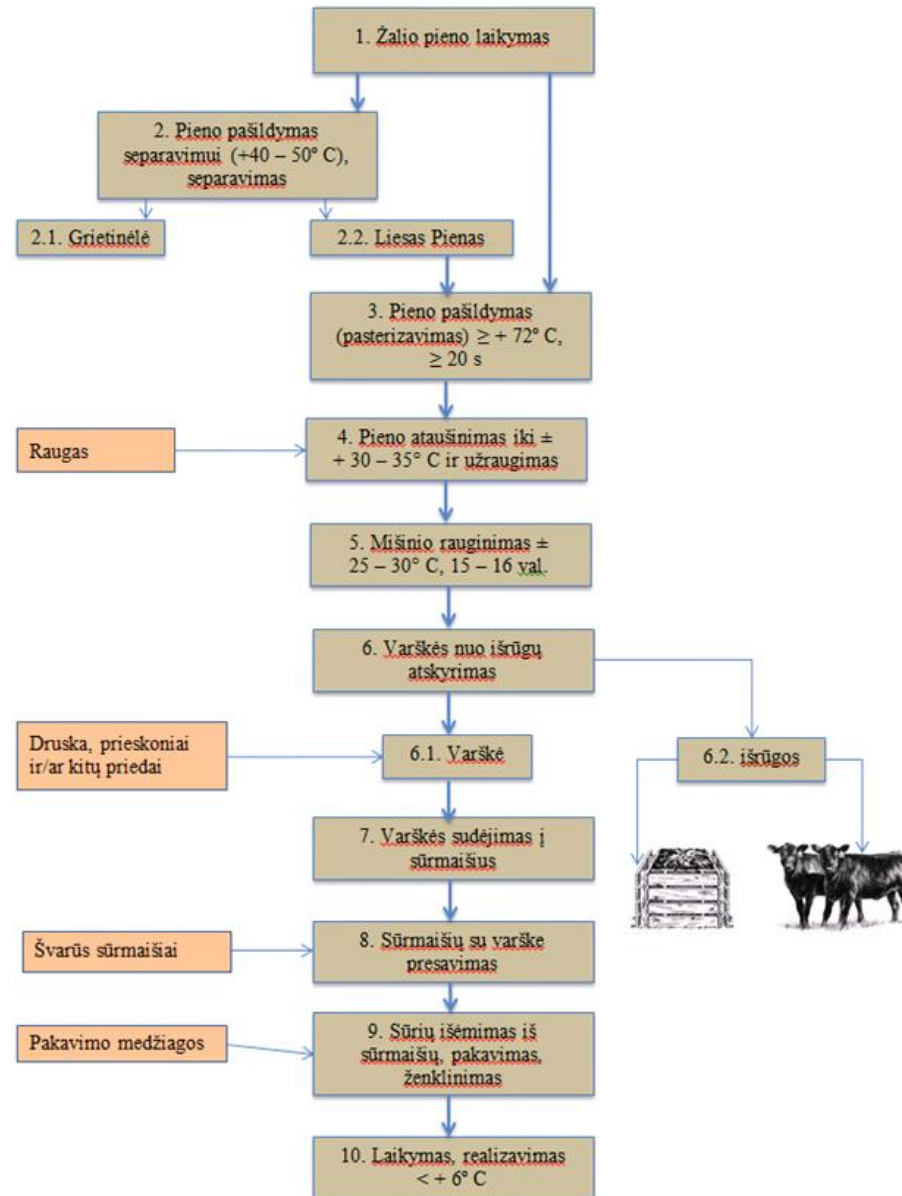 1. Žalio pieno laikymas
2. Pieno pašildymas
separavimui (+40 – 50º C),
separavimas
2.1. Grietinėlė
2.2. Liesas Pienas
3. Pieno pašildymas
(pasterizavimas) ≥ + 72º C,
≥ 20 s
Raugas
4. Pieno ataušinimas iki ±
+ 30 – 35° C ir užraugimas
5. Mišinio rauginimas ±
25 – 30° C, 15 – 16 val.
6. Varškės nuo išrūgų
atskyrimas
Druska, prieskoniai
ir/ar kitų priedai
6.1. Varškė
6.2. išrūgos
7. Varškės sudėjimas į
sūrmaišius
Švarūs sūrmaišiai
8. Sūrmaišių su varške
presavimas
Pakavimo medžiagos
9. Sūrių išėmimas iš
sūrmaišių, pakavimas,
ženklinimas
10. Laikymas, realizavimas
< + 6º C